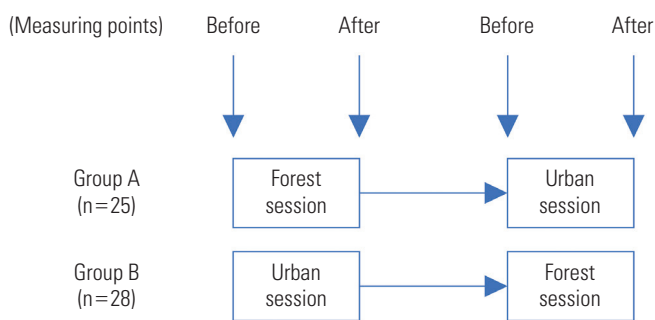 (Measuring points) Before After Before After
Group A
(n=25)
Forest
session
Urban
session
Group B
(n=28)
Urban
session
Forest
session